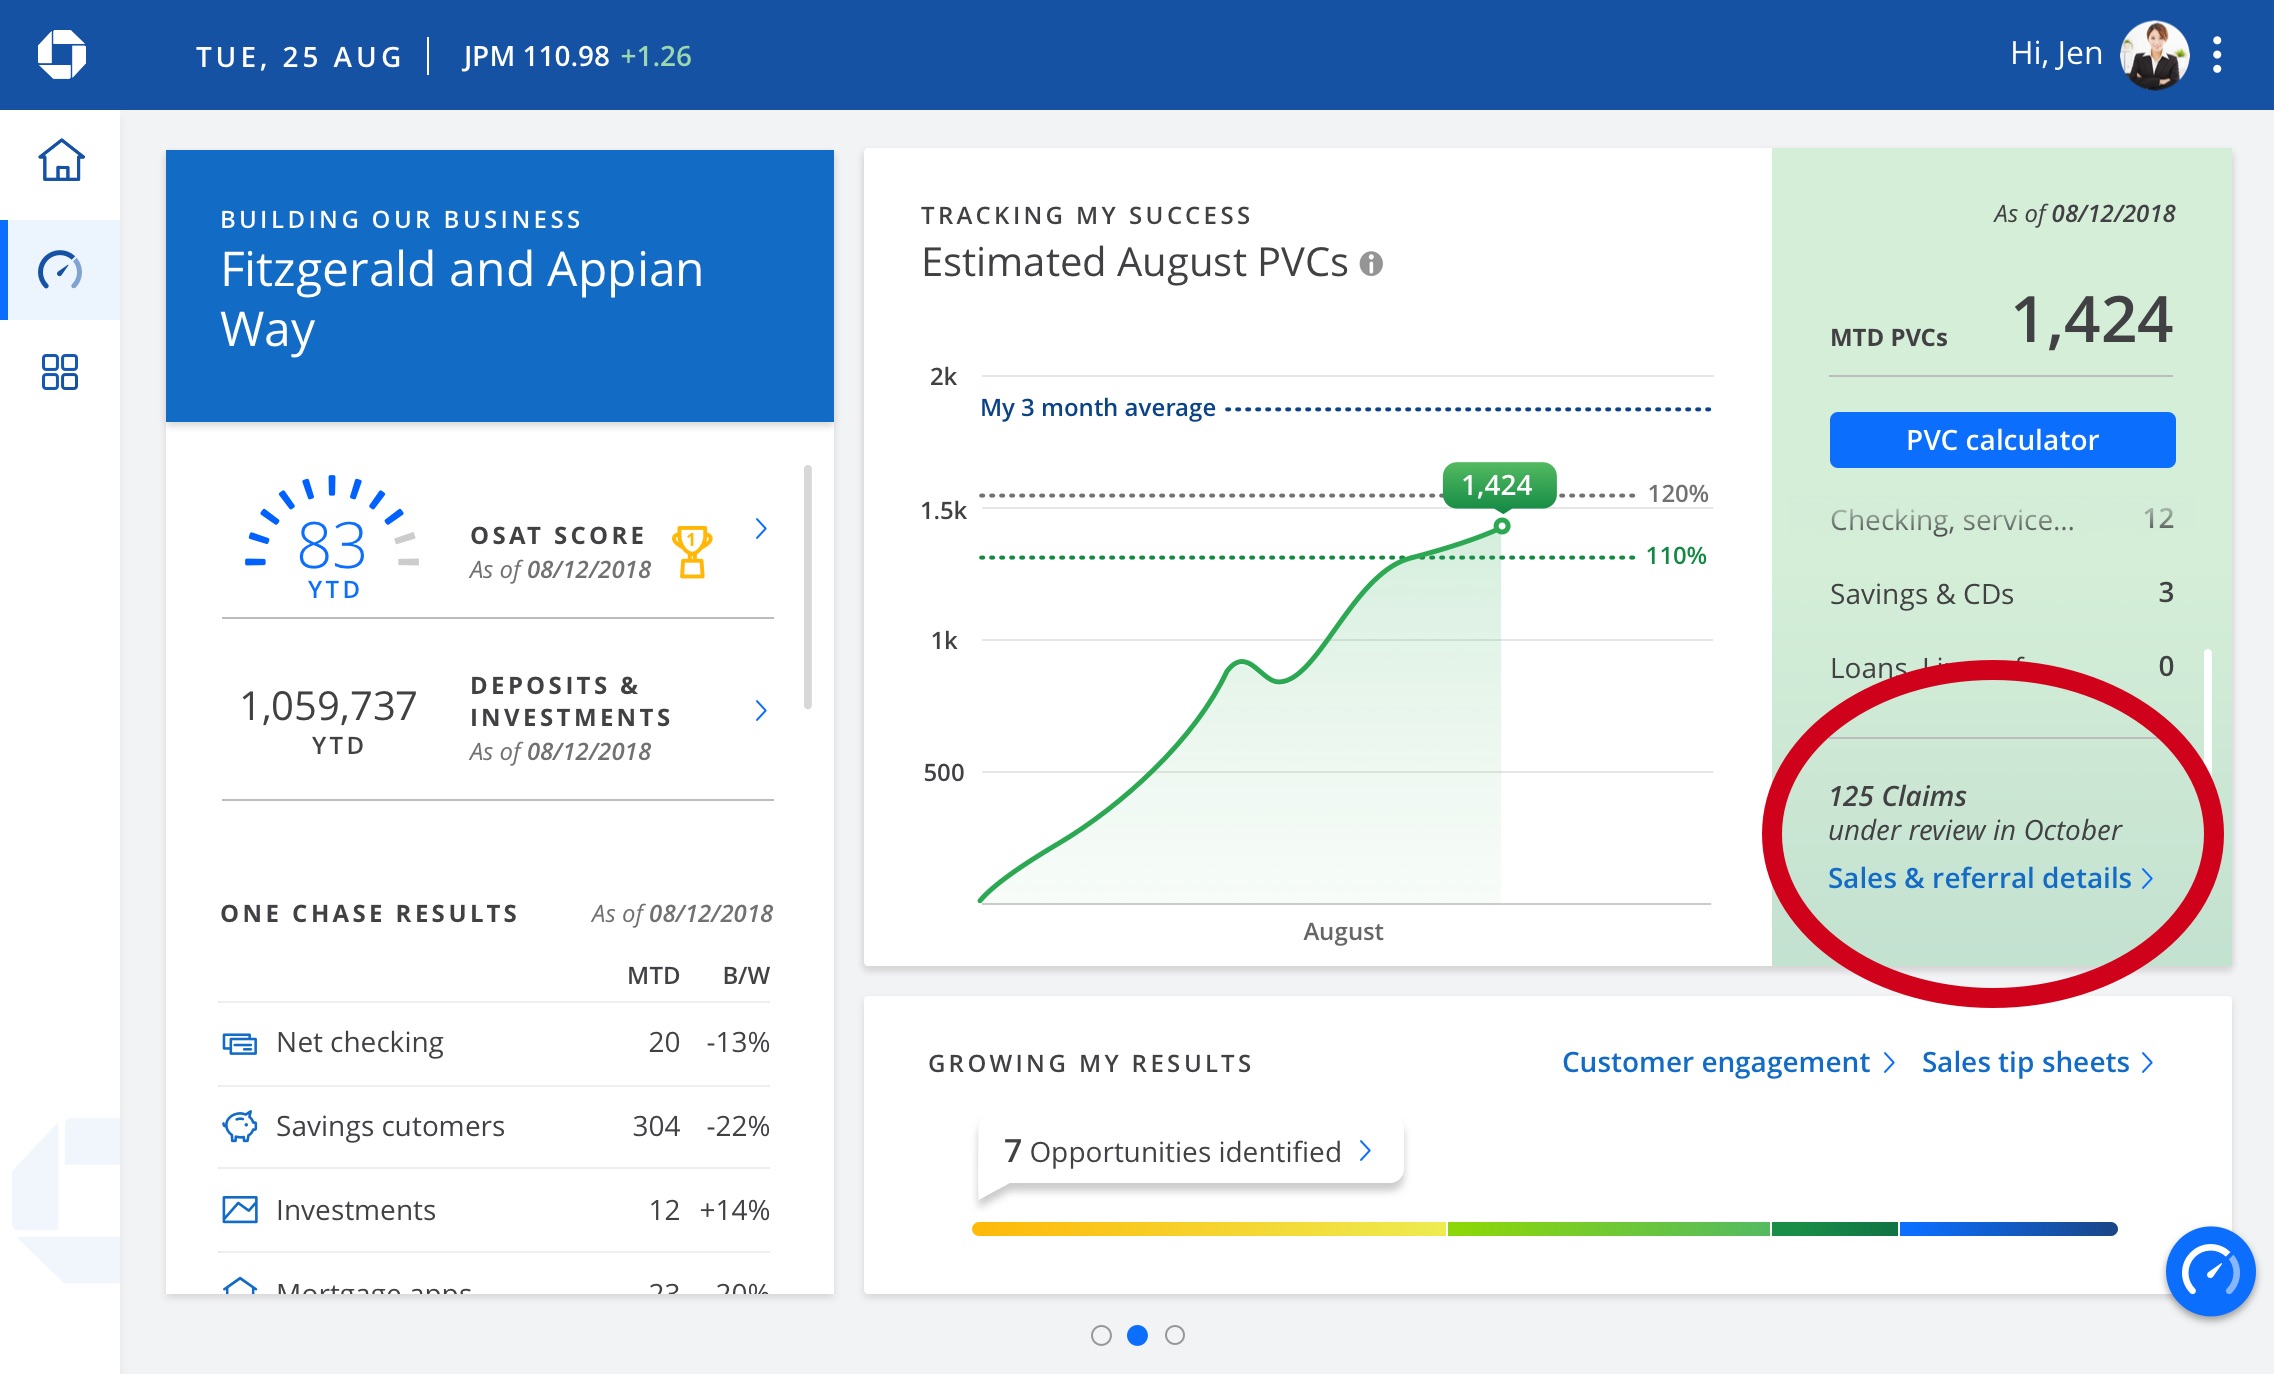 TUE, 25 AUG
JPM 110.98 +1.26
Hi, Jen
BUILDING OUR BUSINESS
Fitzgerald and Appian
Way
83
YTD
OSAT SCORE
As of 08/12/2018
1
1,059,737
YTD
DEPOSITS &
INVESTMENTS
As of 08/12/2018
ONE CHASE RESULTS As of 08/12/2018
MTD B/W
Net checking 20 -13%
Savings cutomers 304 -22%
Investments 12 +14%
Mortgage apps 23 20%
TRACKING MY SUCCESS
Estimated August PVCs
2k
My 3 month average
1,424
120%
1.5k
110%
1k
500
August
As of 08/12/2018
MTD PVCs 1,424
PVC calculator
Checking, service... 12
Savings & CDs 3
Loans, 0
125 Claims
under review in October
Sales & referral details
GROWING MY RESULTS
Customer engagement
Sales tip sheets
7 Opportunities identified